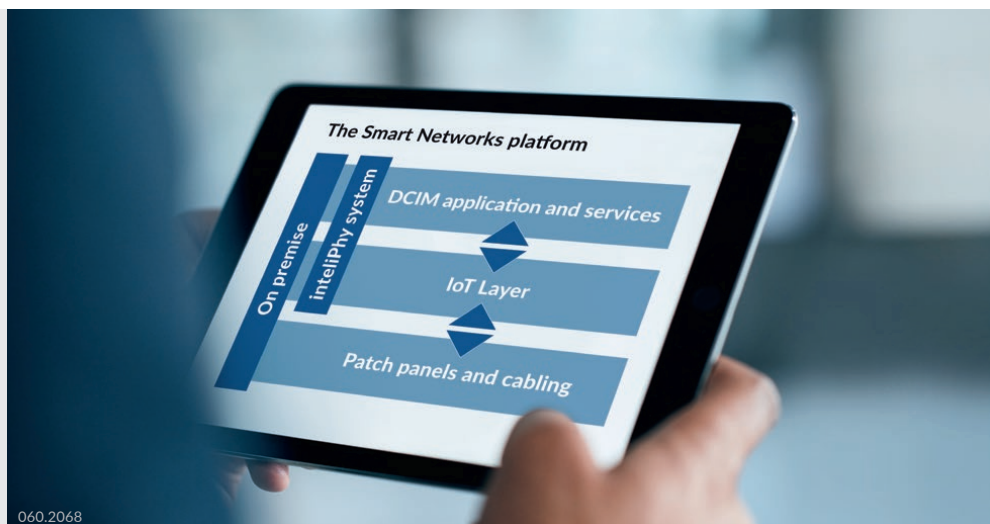 The Smart Networks platform
On premise
inteliPhy system
DCIM application and services
IoT Layer
Patch panels and cabling
060.2068